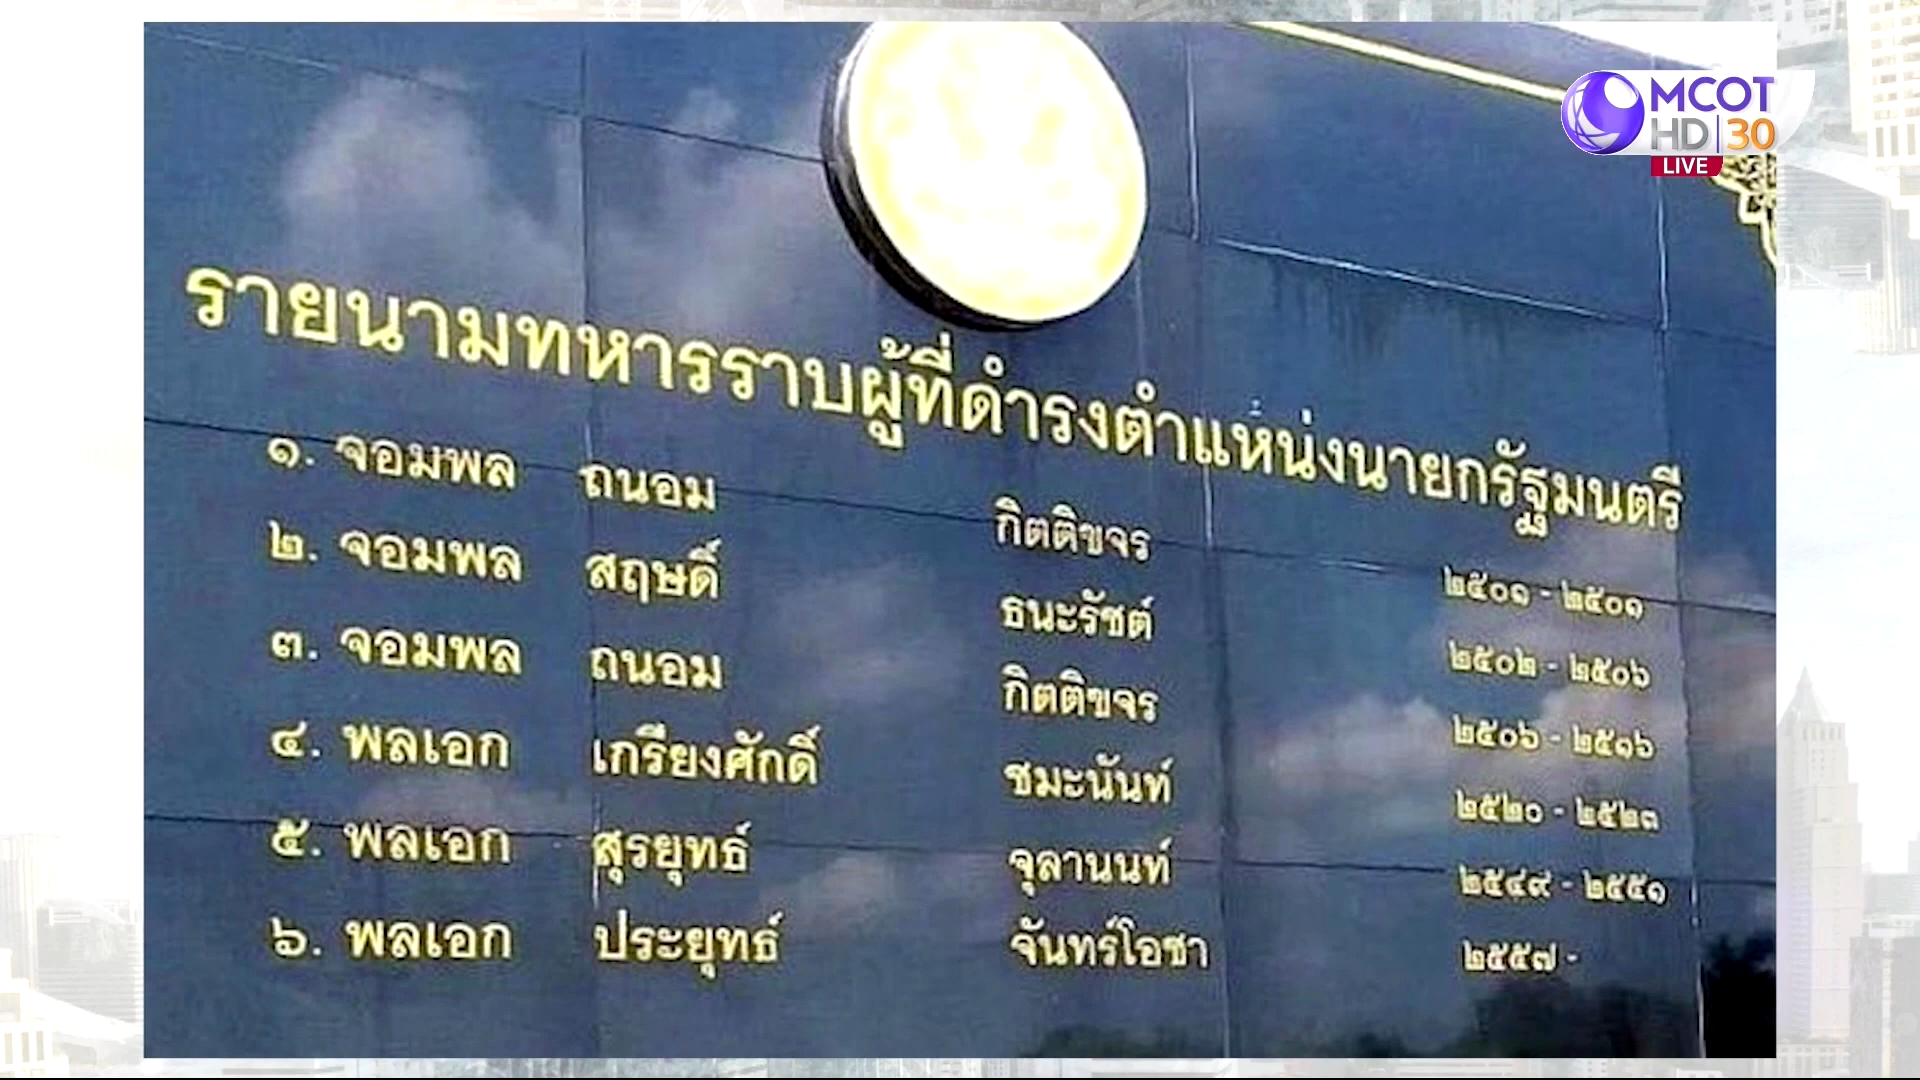 MCOT
HD 30
LIVE
รายนามทหารราบผู้ที่ดำรงตำแหน่งนายกรัฐมนตรี
๑. จอมพล ถนอม กิตติขจร ๒๕๐๑ - ๒๕๐๑
๒. จอมพล สฤษดิ์ ธนะรัชต์ ๒๕๐๒ - ๒๕๐๖
๓. จอมพล ถนอม กิตติขจร ๒๕๐๖ - ๒๕๑๖
๔. พลเอก เกรียงศักดิ์ ชมะนันท์ ๒๕๒๐ - ๒๕๒๓
๕. พลเอก สุรยุทธ์ จุลานนท์ ๒๕๔๙ - ๒๕๕๑
๖. พลเอก ประยุทธ์ จันทร์โอชา ๒๕๕๗ -